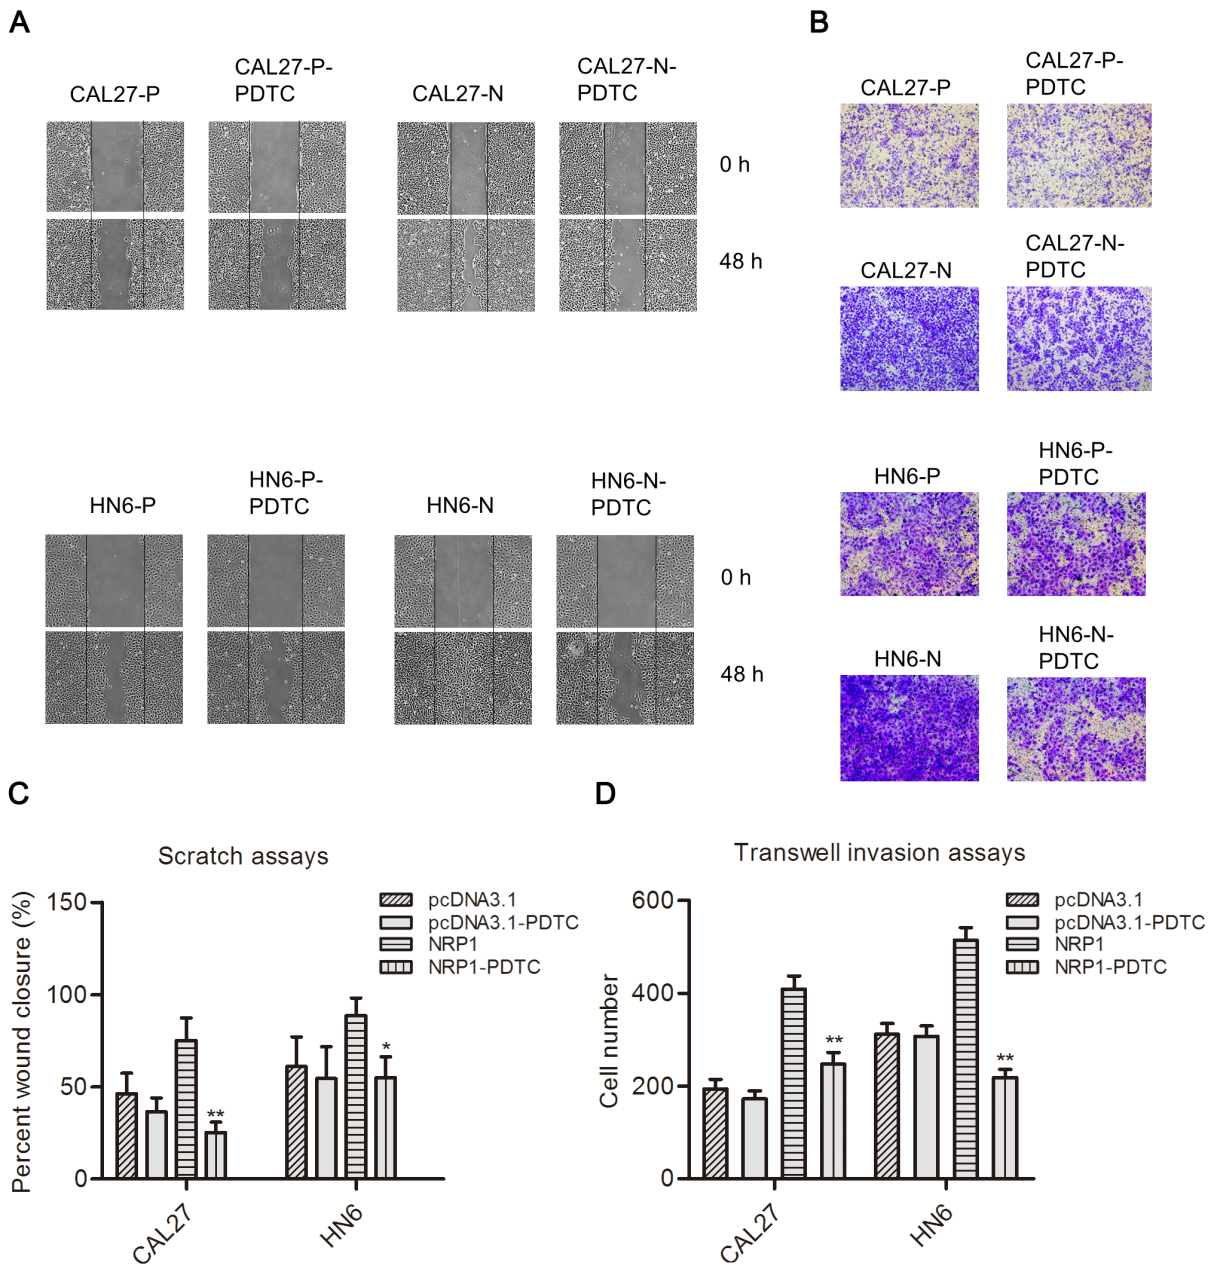 A
CAL27-P
CAL27-P-
PDTC
CAL27-N
CAL27-N-
PDTC
0 h
48 h
HN6-P
HN6-P-
PDTC
HN6-N
HN6-N-
PDTC
0 h
48 h
B
CAL27-P
CAL27-P-
PDTC
CAL27-N
CAL27-N-
PDTC
HN6-P
HN6-P-
PDTC
HN6-N
HN6-N-
PDTC
C
Scratch assays
Percent wound closure (%)
150
100
50
0
pcDNA3.1
pcDNA3.1-PDTC
NRP1
NRP1-PDTC
**
*
CAL27
HN6
D
Transwell invasion assays
Cell number
600
400
200
0
pcDNA3.1
pcDNA3.1-PDTC
NRP1
NRP1-PDTC
**
**
CAL27
HN6